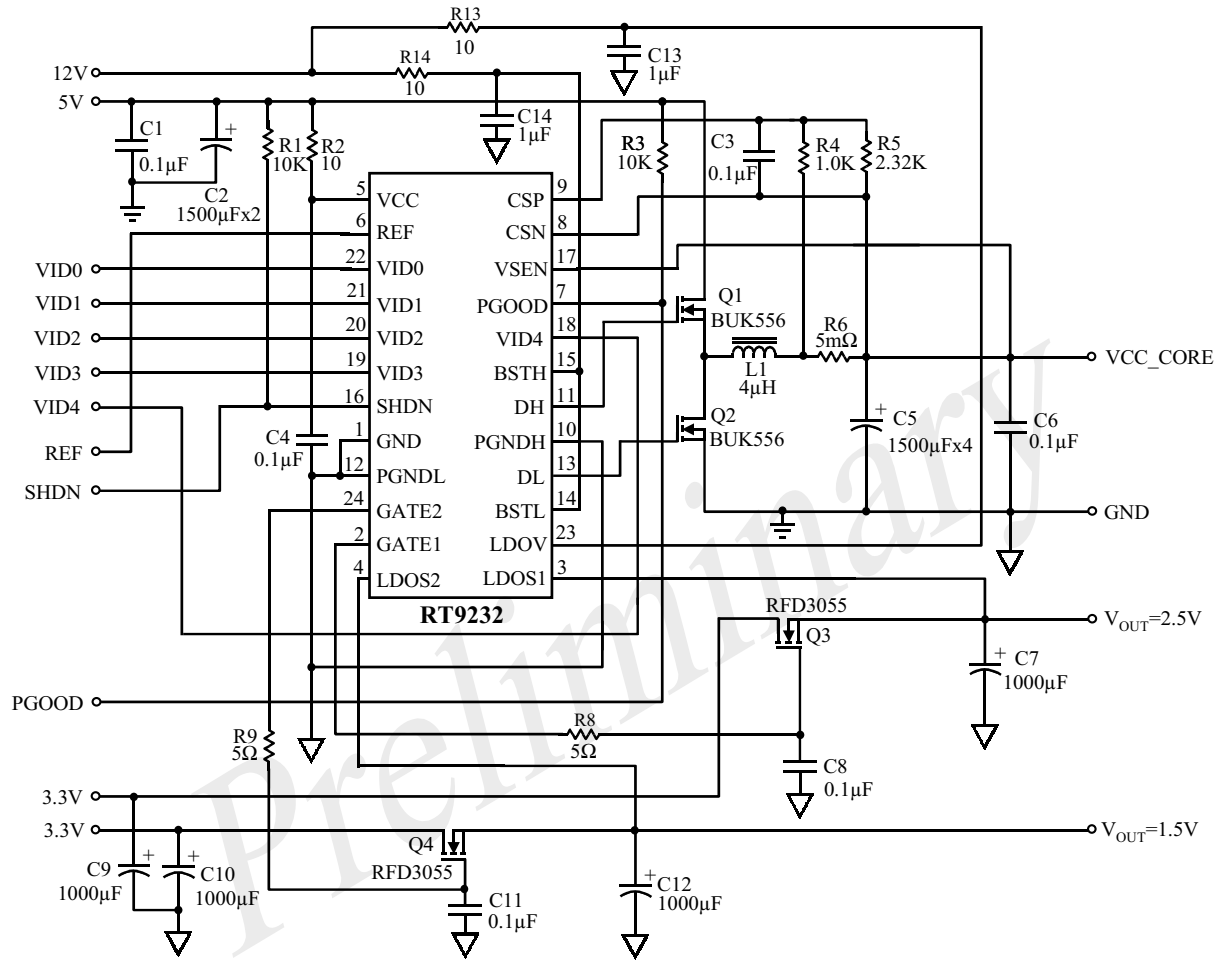 R13
10
C13
1µF
12V
R14
10
5V
C14
1µF
C1
0.1µF
+
C2
1500µFx2
R1
10K
R2
10
R3
10K
C3
0.1µF
R4
1.0K
R5
2.32K
5 VCC CSP 9
6 REF CSN 8
VID0 22 VID0 VSEN 17
VID1 21 VID1 PGOOD 7
VID2 20 VID2 VID4 18
VID3 19 VID3 BSTH 15
VID4 16 SHDN DH 11
REF 1 GND PGNDH 10
SHDN 12 PGNDL DL 13
24 GATE2 BSTL 14
2 GATE1 LDOV 23
4 LDOS2 LDOS1 3
RT9232
C4
0.1µF
Q1
BUK556
R6
5mΩ
L1
4µH
VCC_CORE
Q2
BUK556
+
C5
1500µFx4
C6
0.1µF
GND
RFD3055
Q3
VOUT=2.5V
+
C7
1000µF
PGOOD
R9
5Ω
R8
5Ω
C8
0.1µF
3.3V
3.3V
Q4
RFD3055
VOUT=1.5V
+
C9
1000µF
+
C10
1000µF
C11
0.1µF
+
C12
1000µF
Preliminary